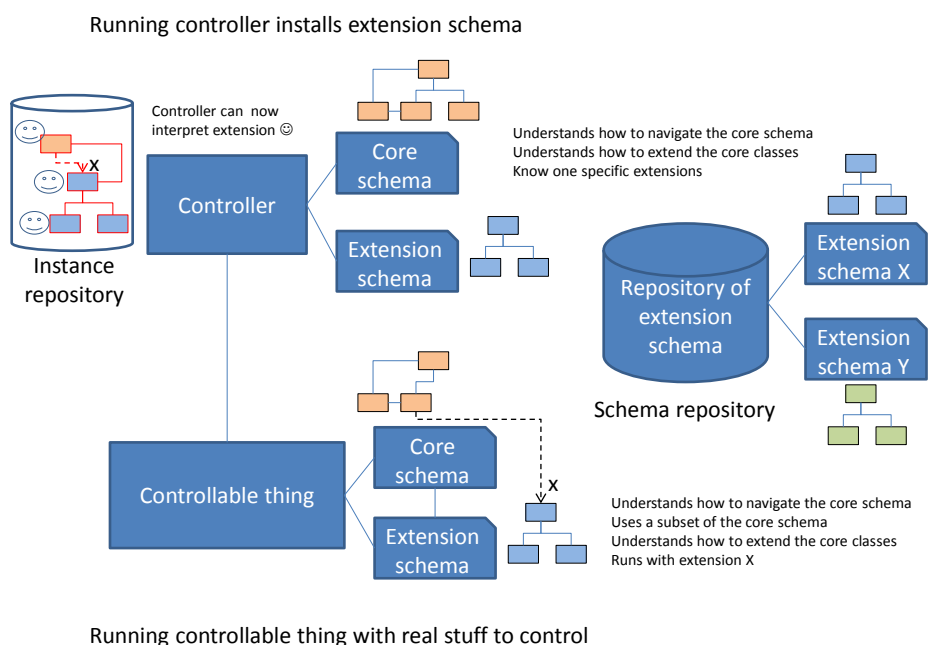 Running controller installs extension schema
Controller can now
interpret extension ☺
Core
schema
Understands how to navigate the core schema
Understands how to extend the core classes
Know one specific extensions
X
Controller
Extension
schema
Instance
repository
Repository of
extension
schema
Extension
schema X
Extension
schema Y
Schema repository
Controllable thing
Core
schema
X
Extension
schema
Understands how to navigate the core schema
Uses a subset of the core schema
Understands how to extend the core classes
Runs with extension X
Running controllable thing with real stuff to control